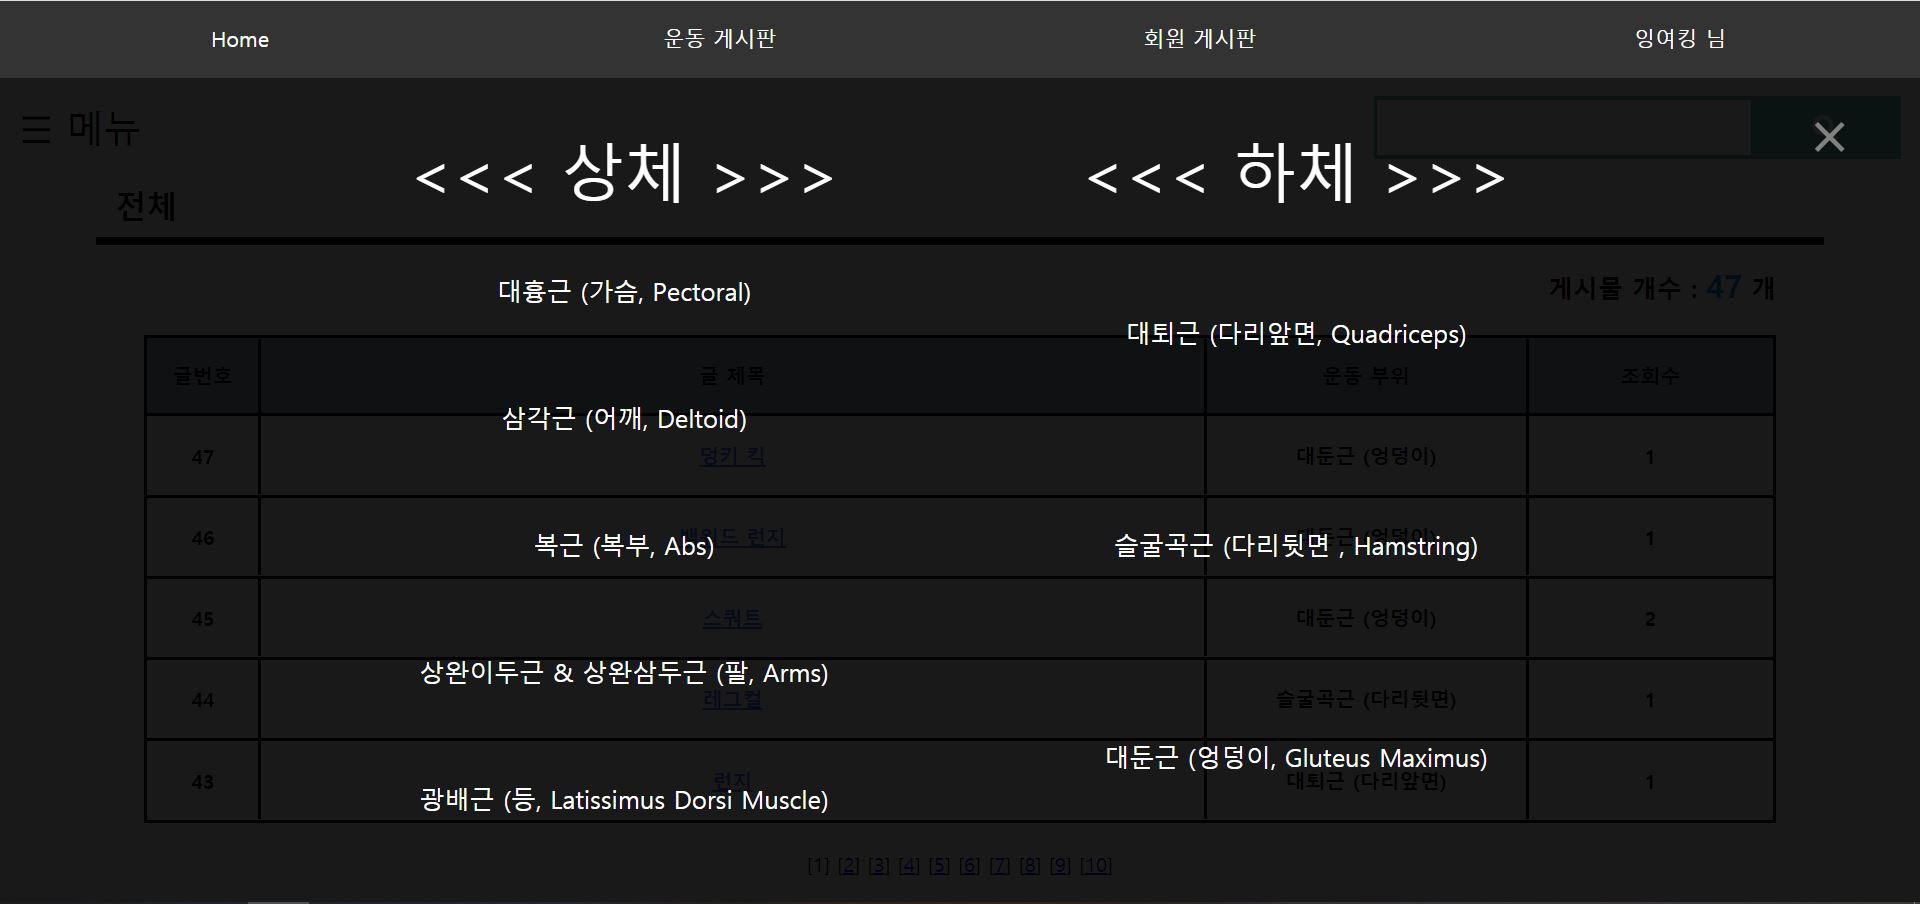 Home 운동 게시판 회원 게시판 잉여킹 님
☰ 메뉴
×
<<< 상체 >>> <<< 하체 >>>
전체
대흉근 (가슴, Pectoral)
게시물 개수 : 47 개
대퇴근 (다리앞면, Quadriceps)
글번호 글 제목 운동 부위 조회수
삼각근 (어깨, Deltoid)
47 덩키 킥 대둔근 (엉덩이) 1
복근 (복부, Abs) 슬굴곡근 (다리뒷면 , Hamstring)
46 런지 대둔근 (엉덩이) 1
45 스쿼트 대둔근 (엉덩이) 2
상완이두근 & 상완삼두근 (팔, Arms)
44 레그컬 슬굴곡근 (다리뒷면) 1
대둔근 (엉덩이, Gluteus Maximus)
43 런지 대퇴근 (다리앞면) 1
광배근 (등, Latissimus Dorsi Muscle)
[1] [2] [3] [4] [5] [6] [7] [8] [9] [10]